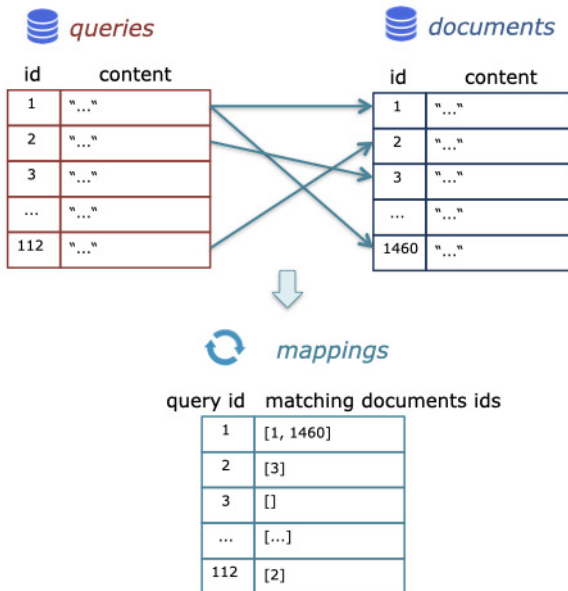 queries
documents
id content
1 "..."
2 "..."
3 "..."
... "..."
112 "..."
id content
1 "..."
2 "..."
3 "..."
... "..."
1460 "..."
mappings
query id matching documents ids
1 [1, 1460]
2 [3]
3 []
... [...]
112 [2]